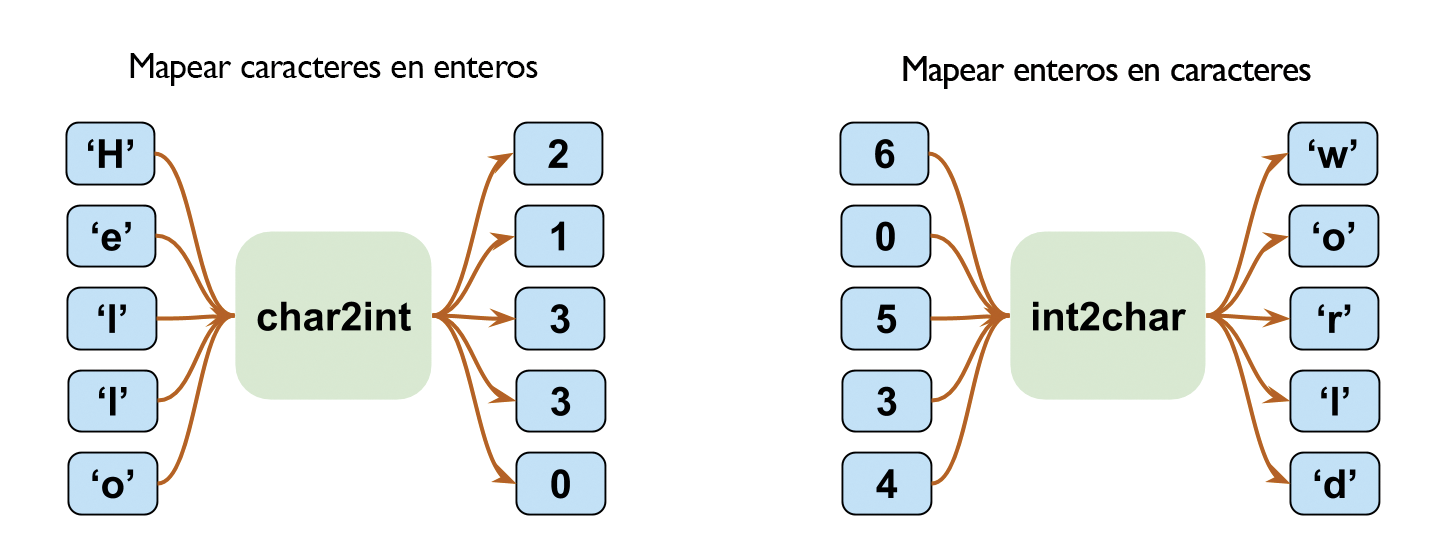 Mapear caracteres en enteros
‘H’
‘e’
‘l’
‘l’
‘o’
char2int
2
1
3
3
0
Mapear enteros en caracteres
6
0
5
3
4
int2char
‘w’
‘o’
‘r’
‘l’
‘d’